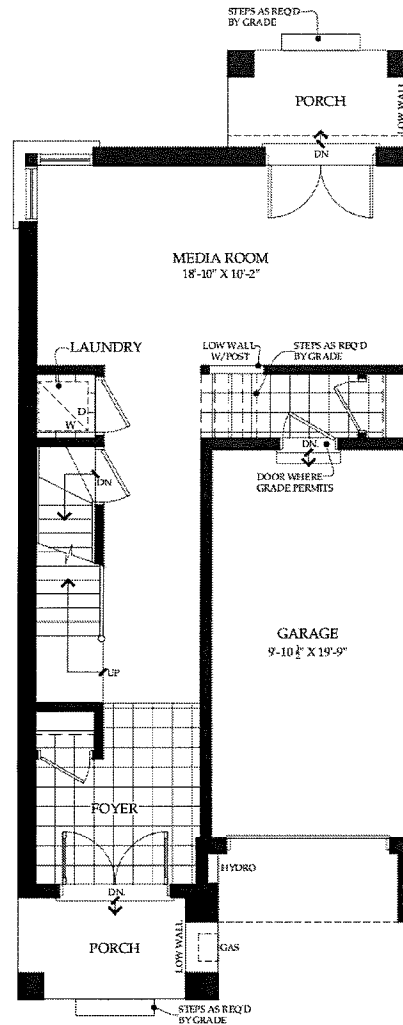 STEPS AS REQ'D
BY GRADE
PORCH
LOW WALL
DN
MEDIA ROOM
18'-10" X 10'-2"
LAUNDRY
LOW WALL
W/POST
STEPS AS REQ'D
BY GRADE
D
W
DN
DN.
DOOR WHERE
GRADE PERMITS
GARAGE
9'-10 ½" X 19'-9"
UP
FOYER
HYDRO
DN.
LOW WALL
PORCH
GAS
STEPS AS REQ'D
BY GRADE